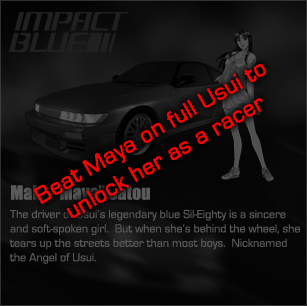 IMPACT
BLUE
Beat Maya on full Usui to
unlock her as a racer
The driver of Usui's legendary blue Sil-Eighty is a sincere
and soft-spoken girl. But when she's behind the wheel, she
tears up the streets better than most boys. Nicknamed
the Angel of Usui.